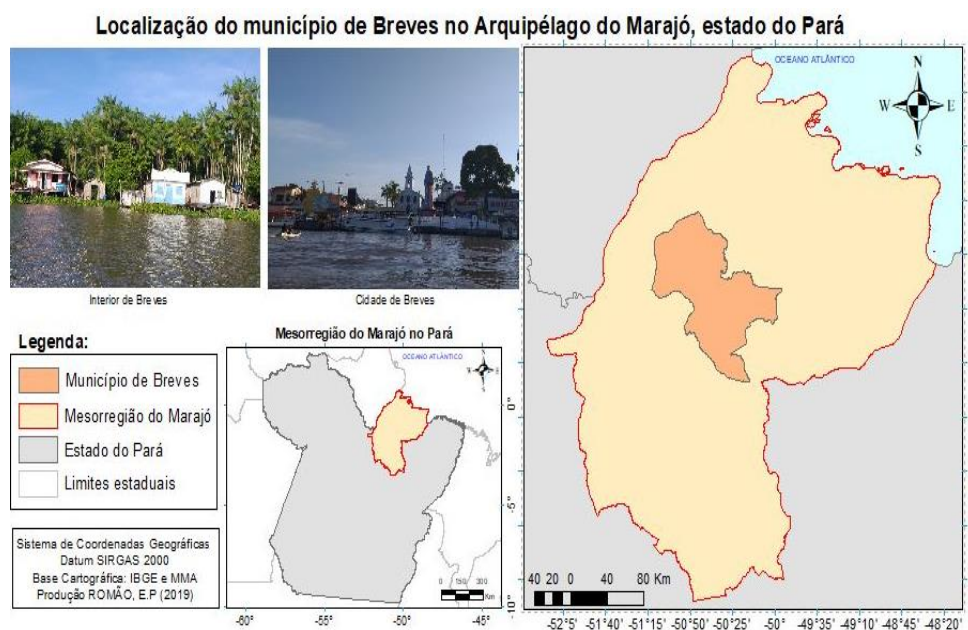 Localização do município de Breves no Arquipélago do Marajó, estado do Pará
Interior de Breves
Cidade de Breves
Legenda:
Município de Breves
Mesorregião do Marajó
Estado do Pará
Limites estaduais
Sistema de Coordenadas Geográficas
Datum SIRGAS 2000
Base Cartográfica: IBGE e MMA
Produção ROMÃO, E.P (2019)
Mesorregião do Marajó no Pará
OCEANO ATLÂNTICO
0 150 300
Km
0°
-5°
-10°
-60° -55° -50° -45°
OCEANO ATLÂNTICO
N
W E
S
40 20 0 40 80 Km
-52°5' -51°40' -51°15' -50°50' -50°25' -50° -49°35' -49°10' -48°45' -48°20'